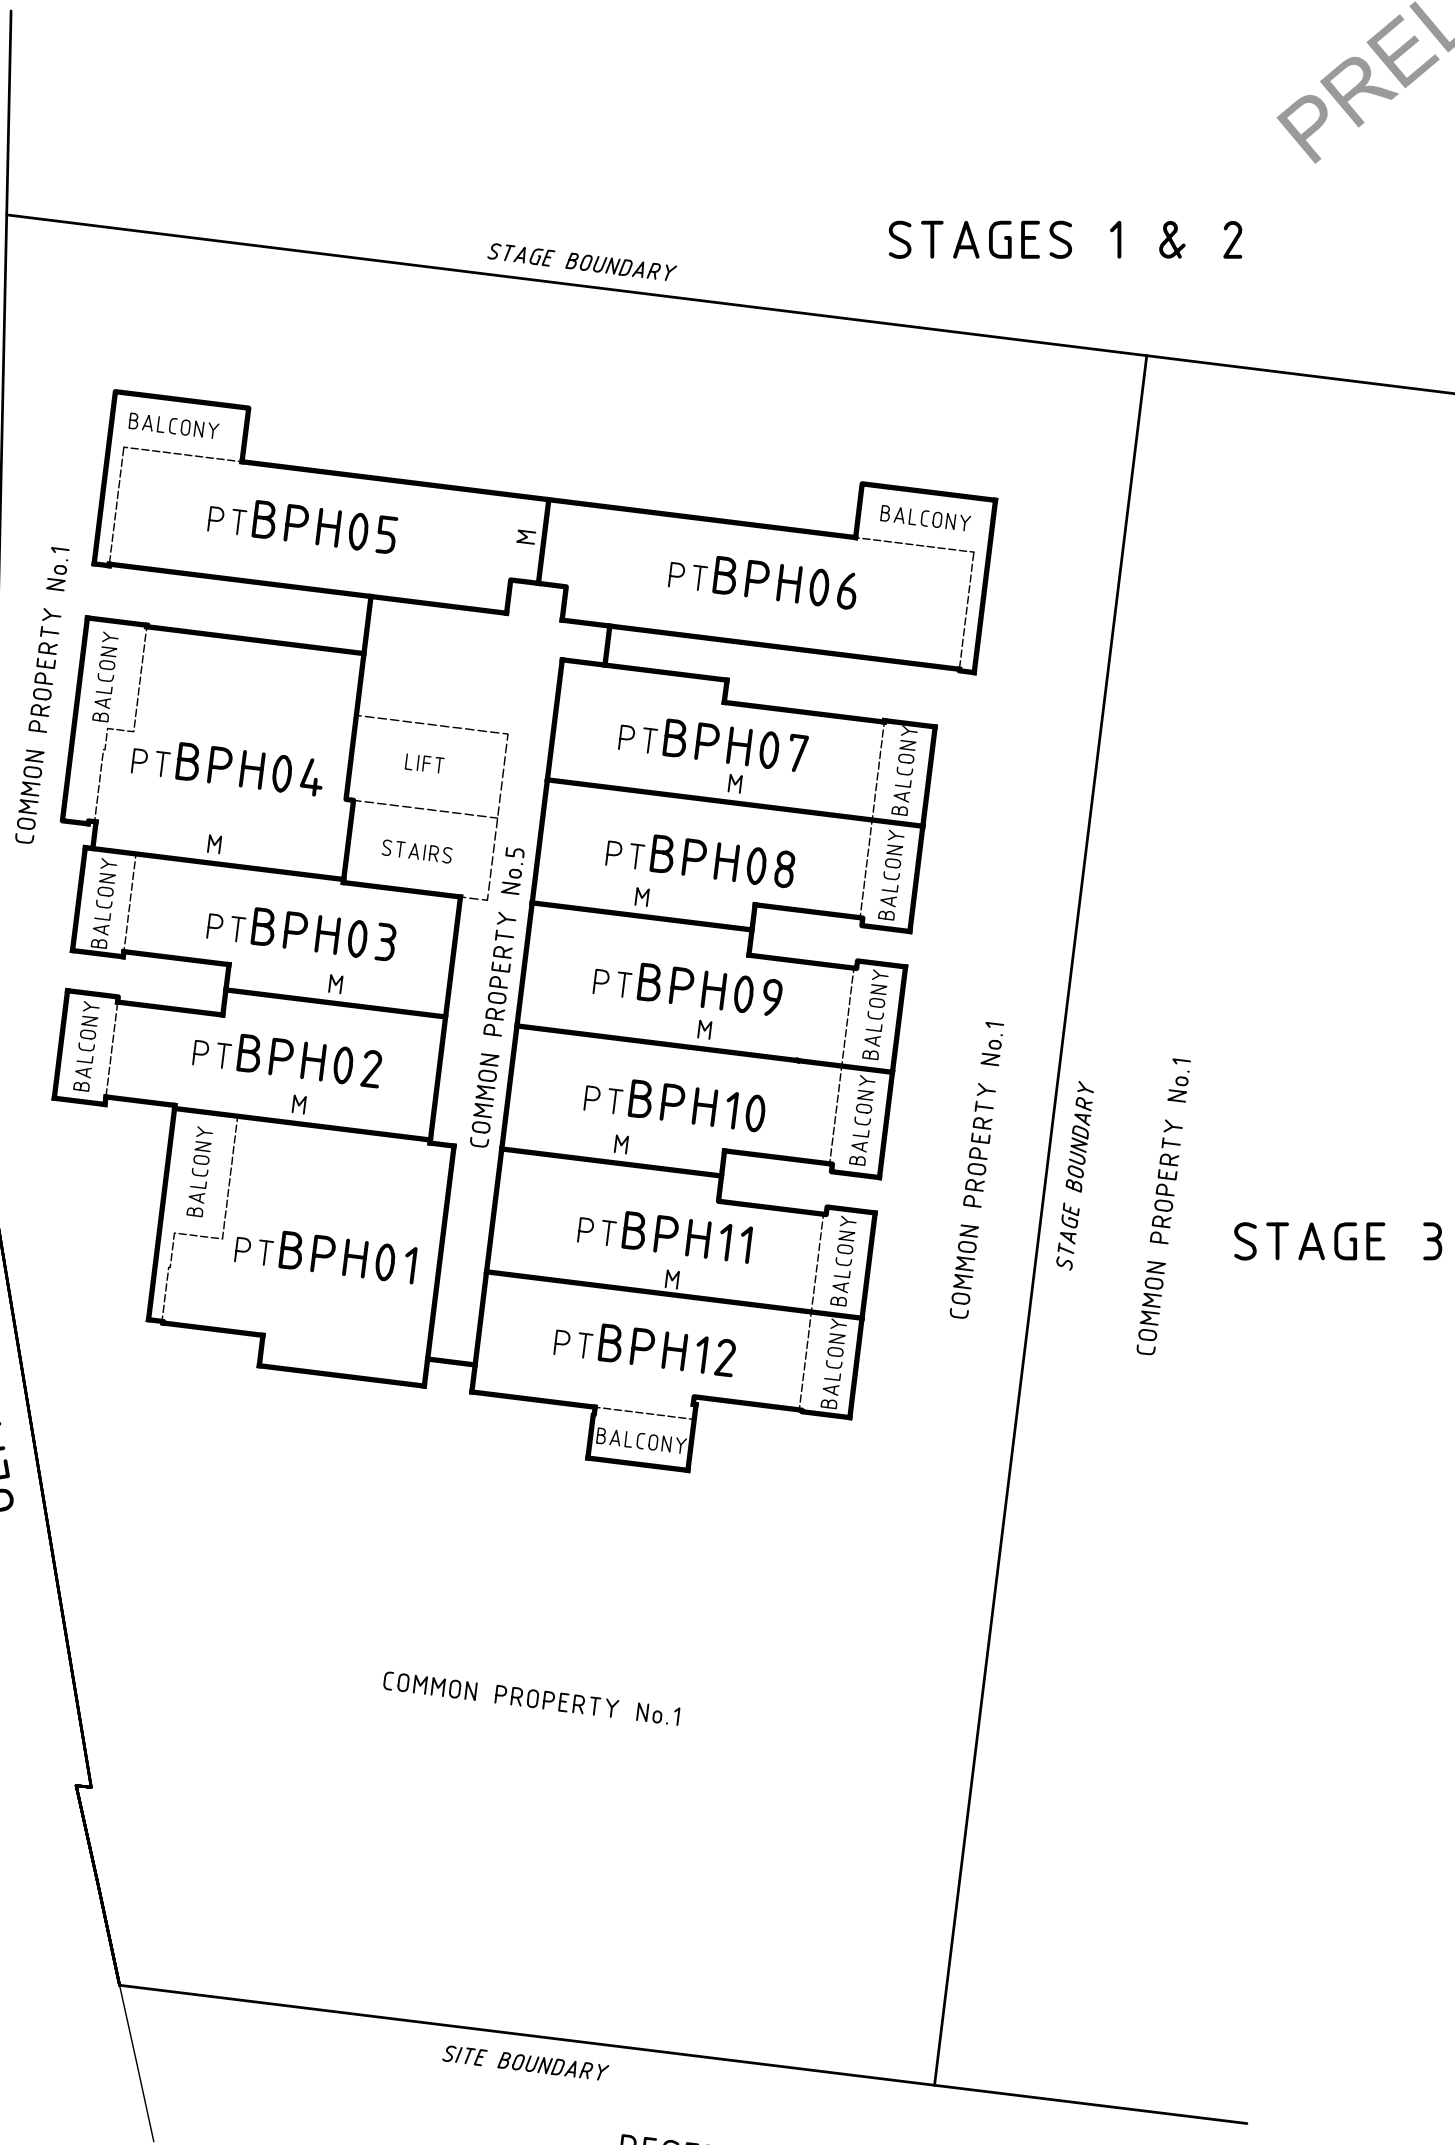 STAGES 1 & 2
STAGE BOUNDARY
BALCONY
PTBPH05
M
BALCONY
PTBPH06
COMMON PROPERTY No.1
BALCONY
PTBPH04
M
LIFT
STAIRS
PTBPH07
M
BALCONY
PTBPH08
M
BALCONY
BALCONY
PTBPH03
M
COMMON PROPERTY No.5
PTBPH09
M
BALCONY
BALCONY
PTBPH02
M
PTBPH10
M
BALCONY
COMMON PROPERTY No.1
STAGE BOUNDARY
COMMON PROPERTY No.1
STAGE 3
BALCONY
PTBPH01
PTBPH11
M
BALCONY
PTBPH12
BALCONY
BALCONY
COMMON PROPERTY No.1
SITE BOUNDARY